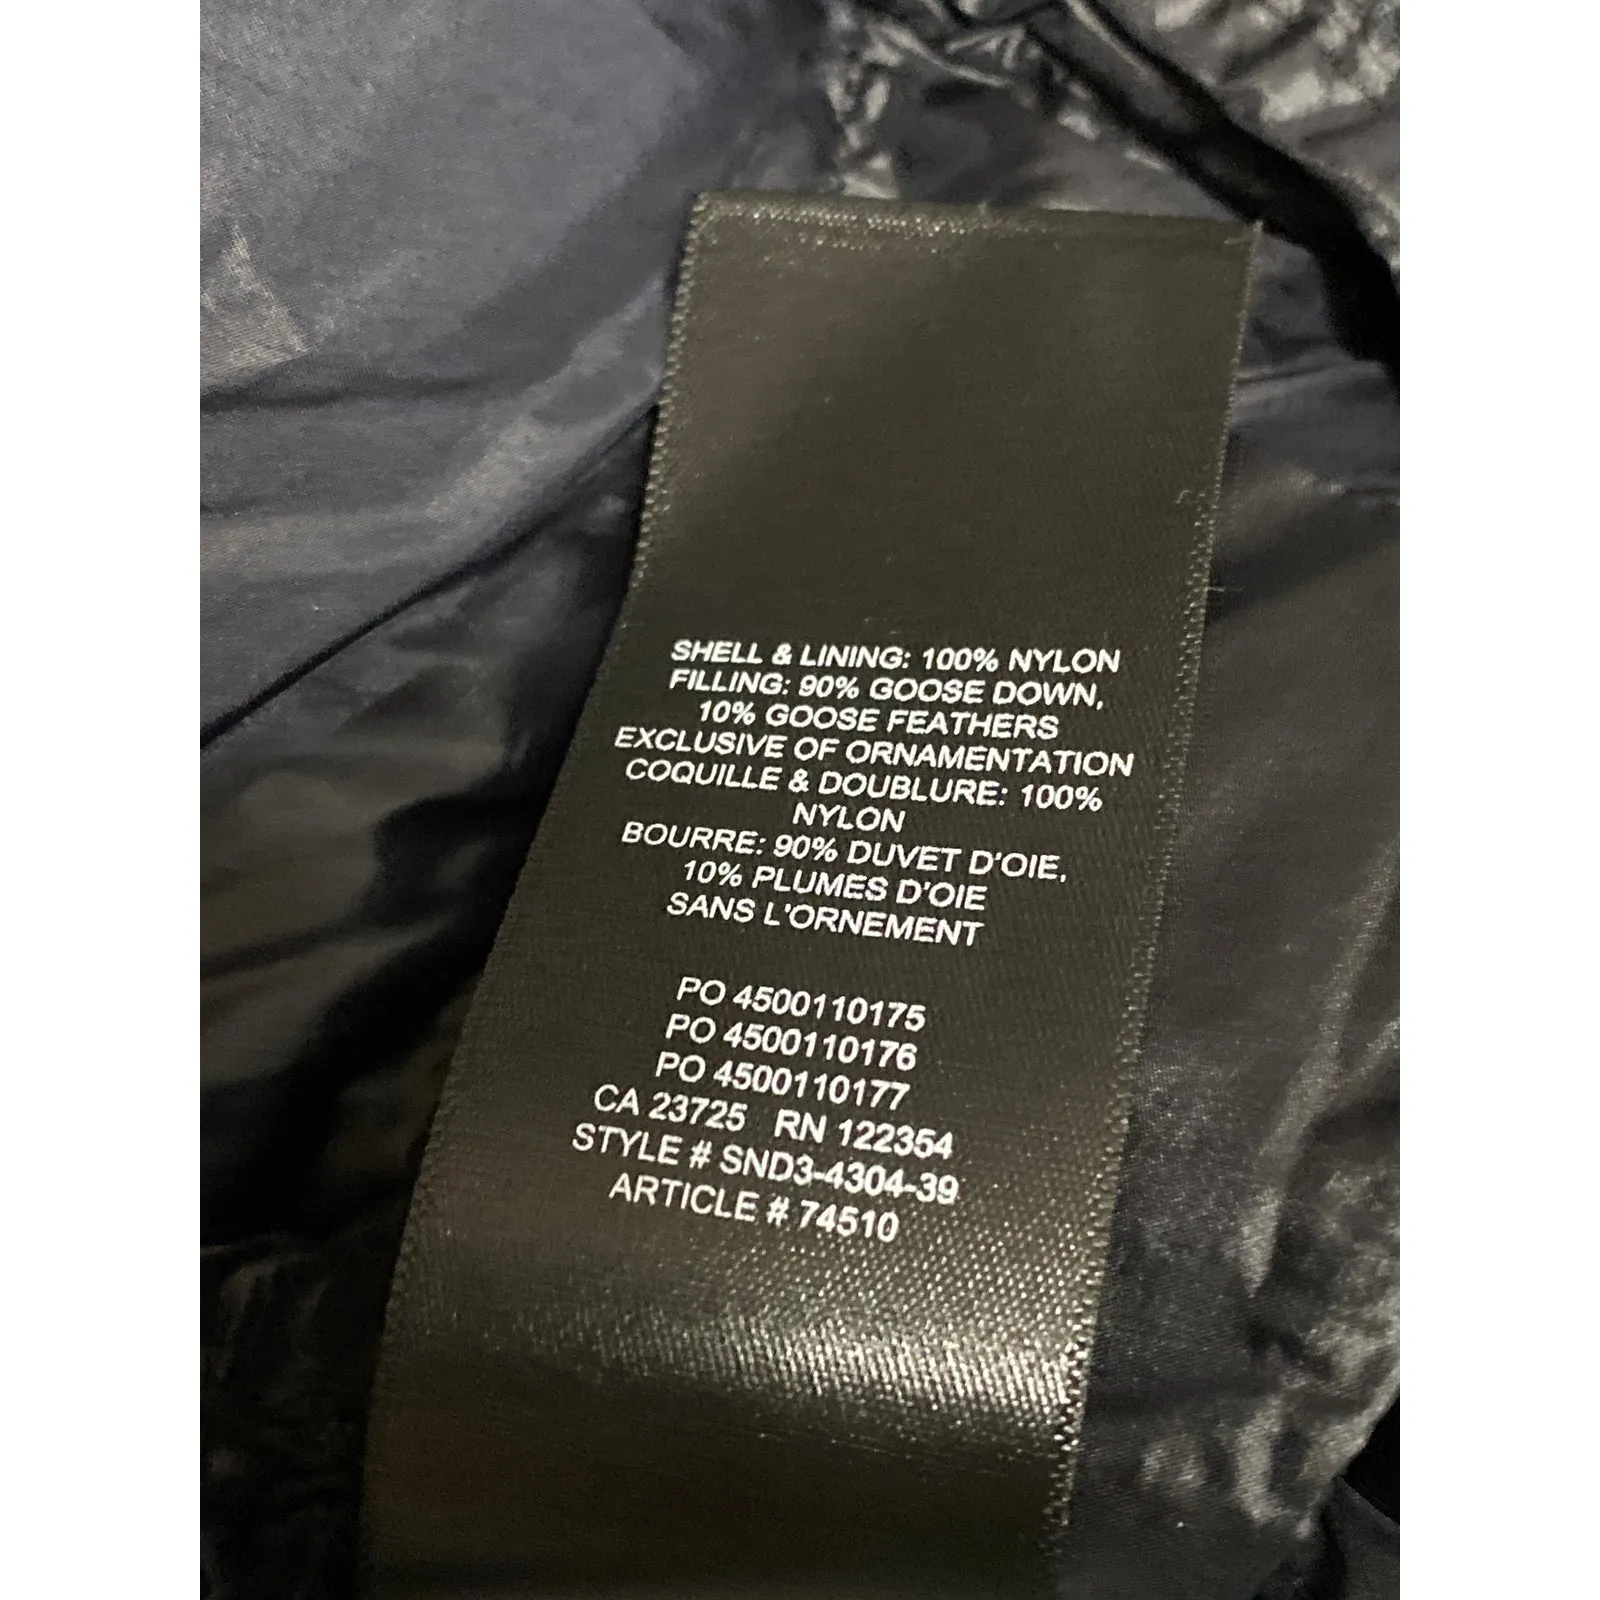 SHELL & LINING: 100% NYLON
FILLING: 90% GOOSE DOWN,
10% GOOSE FEATHERS
EXCLUSIVE OF ORNAMENTATION
COQUILLE & DOUBLURE: 100%
NYLON
BOURRE: 90% DUVET D'OIE,
10% PLUMES D'OIE
SANS L'ORNEMENT
PO 4500110175
PO 4500110176
PO 4500110177
CA 23725 RN 122354
STYLE # SND3-4304-39
ARTICLE # 74510